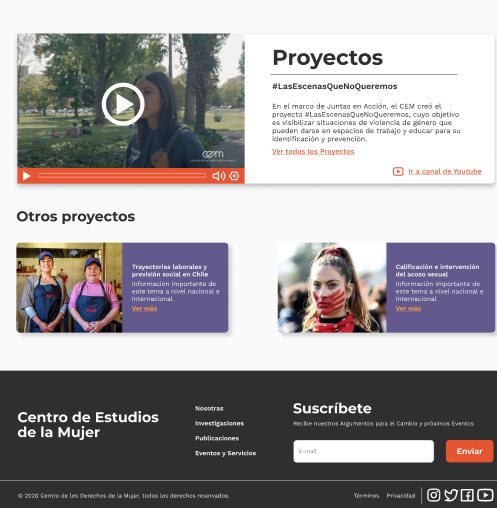 Proyectos
#LasEscenasQueNoQueremos
En el marco de Juntas en Acción, el CEM creó el
proyecto #LasEscenasQueNoQueremos, cuyo objetivo
es visibilizar situaciones de violencia de género que
pueden darse en espacios de trabajo y educar para su
identificación y prevención.
Ver todos los Proyectos
Ir a canal de Youtube
cem
Otros proyectos
Trayectorias laborales y
previsión social en Chile
Información importante de
este tema a nivel nacional e
internacional
Ver más
Calificación e intervención
del acoso sexual
Información importante de
este tema a nivel nacional e
internacional
Ver más
Centro de Estudios
de la Mujer
Nosotras
Investigaciones
Publicaciones
Eventos y Servicios
Suscríbete
Recibe nuestros Argumentos para el Cambio y próximos Eventos
E-mail
Enviar
© 2020 Centro de los Derechos de la Mujer, todos los derechos reservados.
Términos
Privacidad